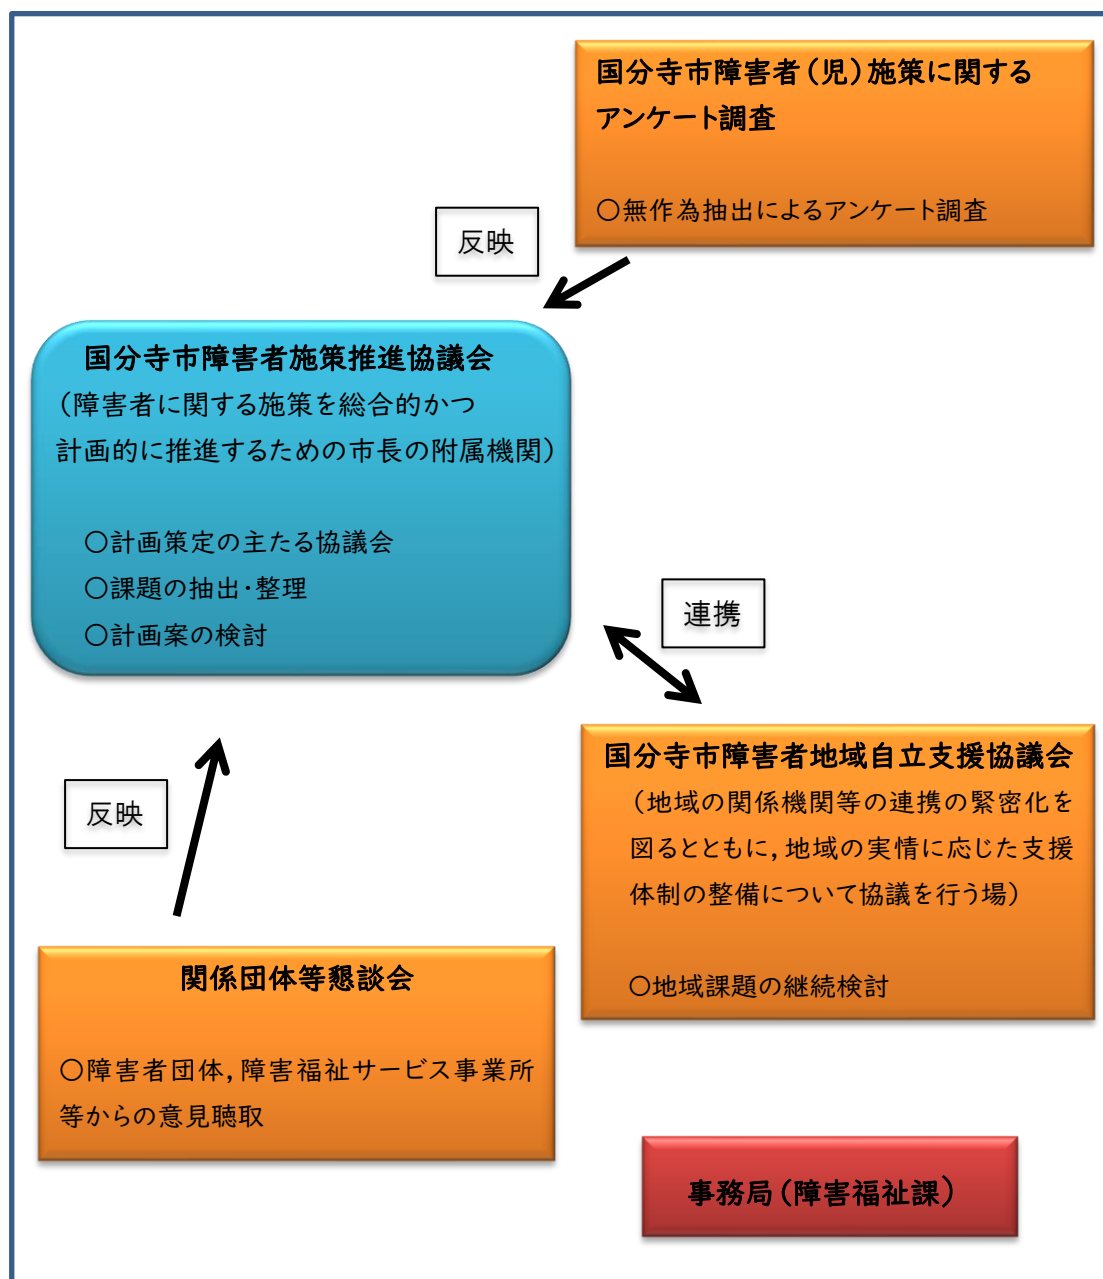 国分寺市障害者(児)施策に関する
アンケート調査
○無作為抽出によるアンケート調査
反映
国分寺市障害者施策推進協議会
(障害者に関する施策を総合的かつ
計画的に推進するための市長の附属機関)
○計画策定の主たる協議会
○課題の抽出・整理
○計画案の検討
連携
国分寺市障害者地域自立支援協議会
(地域の関係機関等の連携の緊密化を
図るとともに,地域の実情に応じた支援
体制の整備について協議を行う場)
○地域課題の継続検討
反映
関係団体等懇談会
○障害者団体,障害福祉サービス事業所
等からの意見聴取
事務局(障害福祉課)